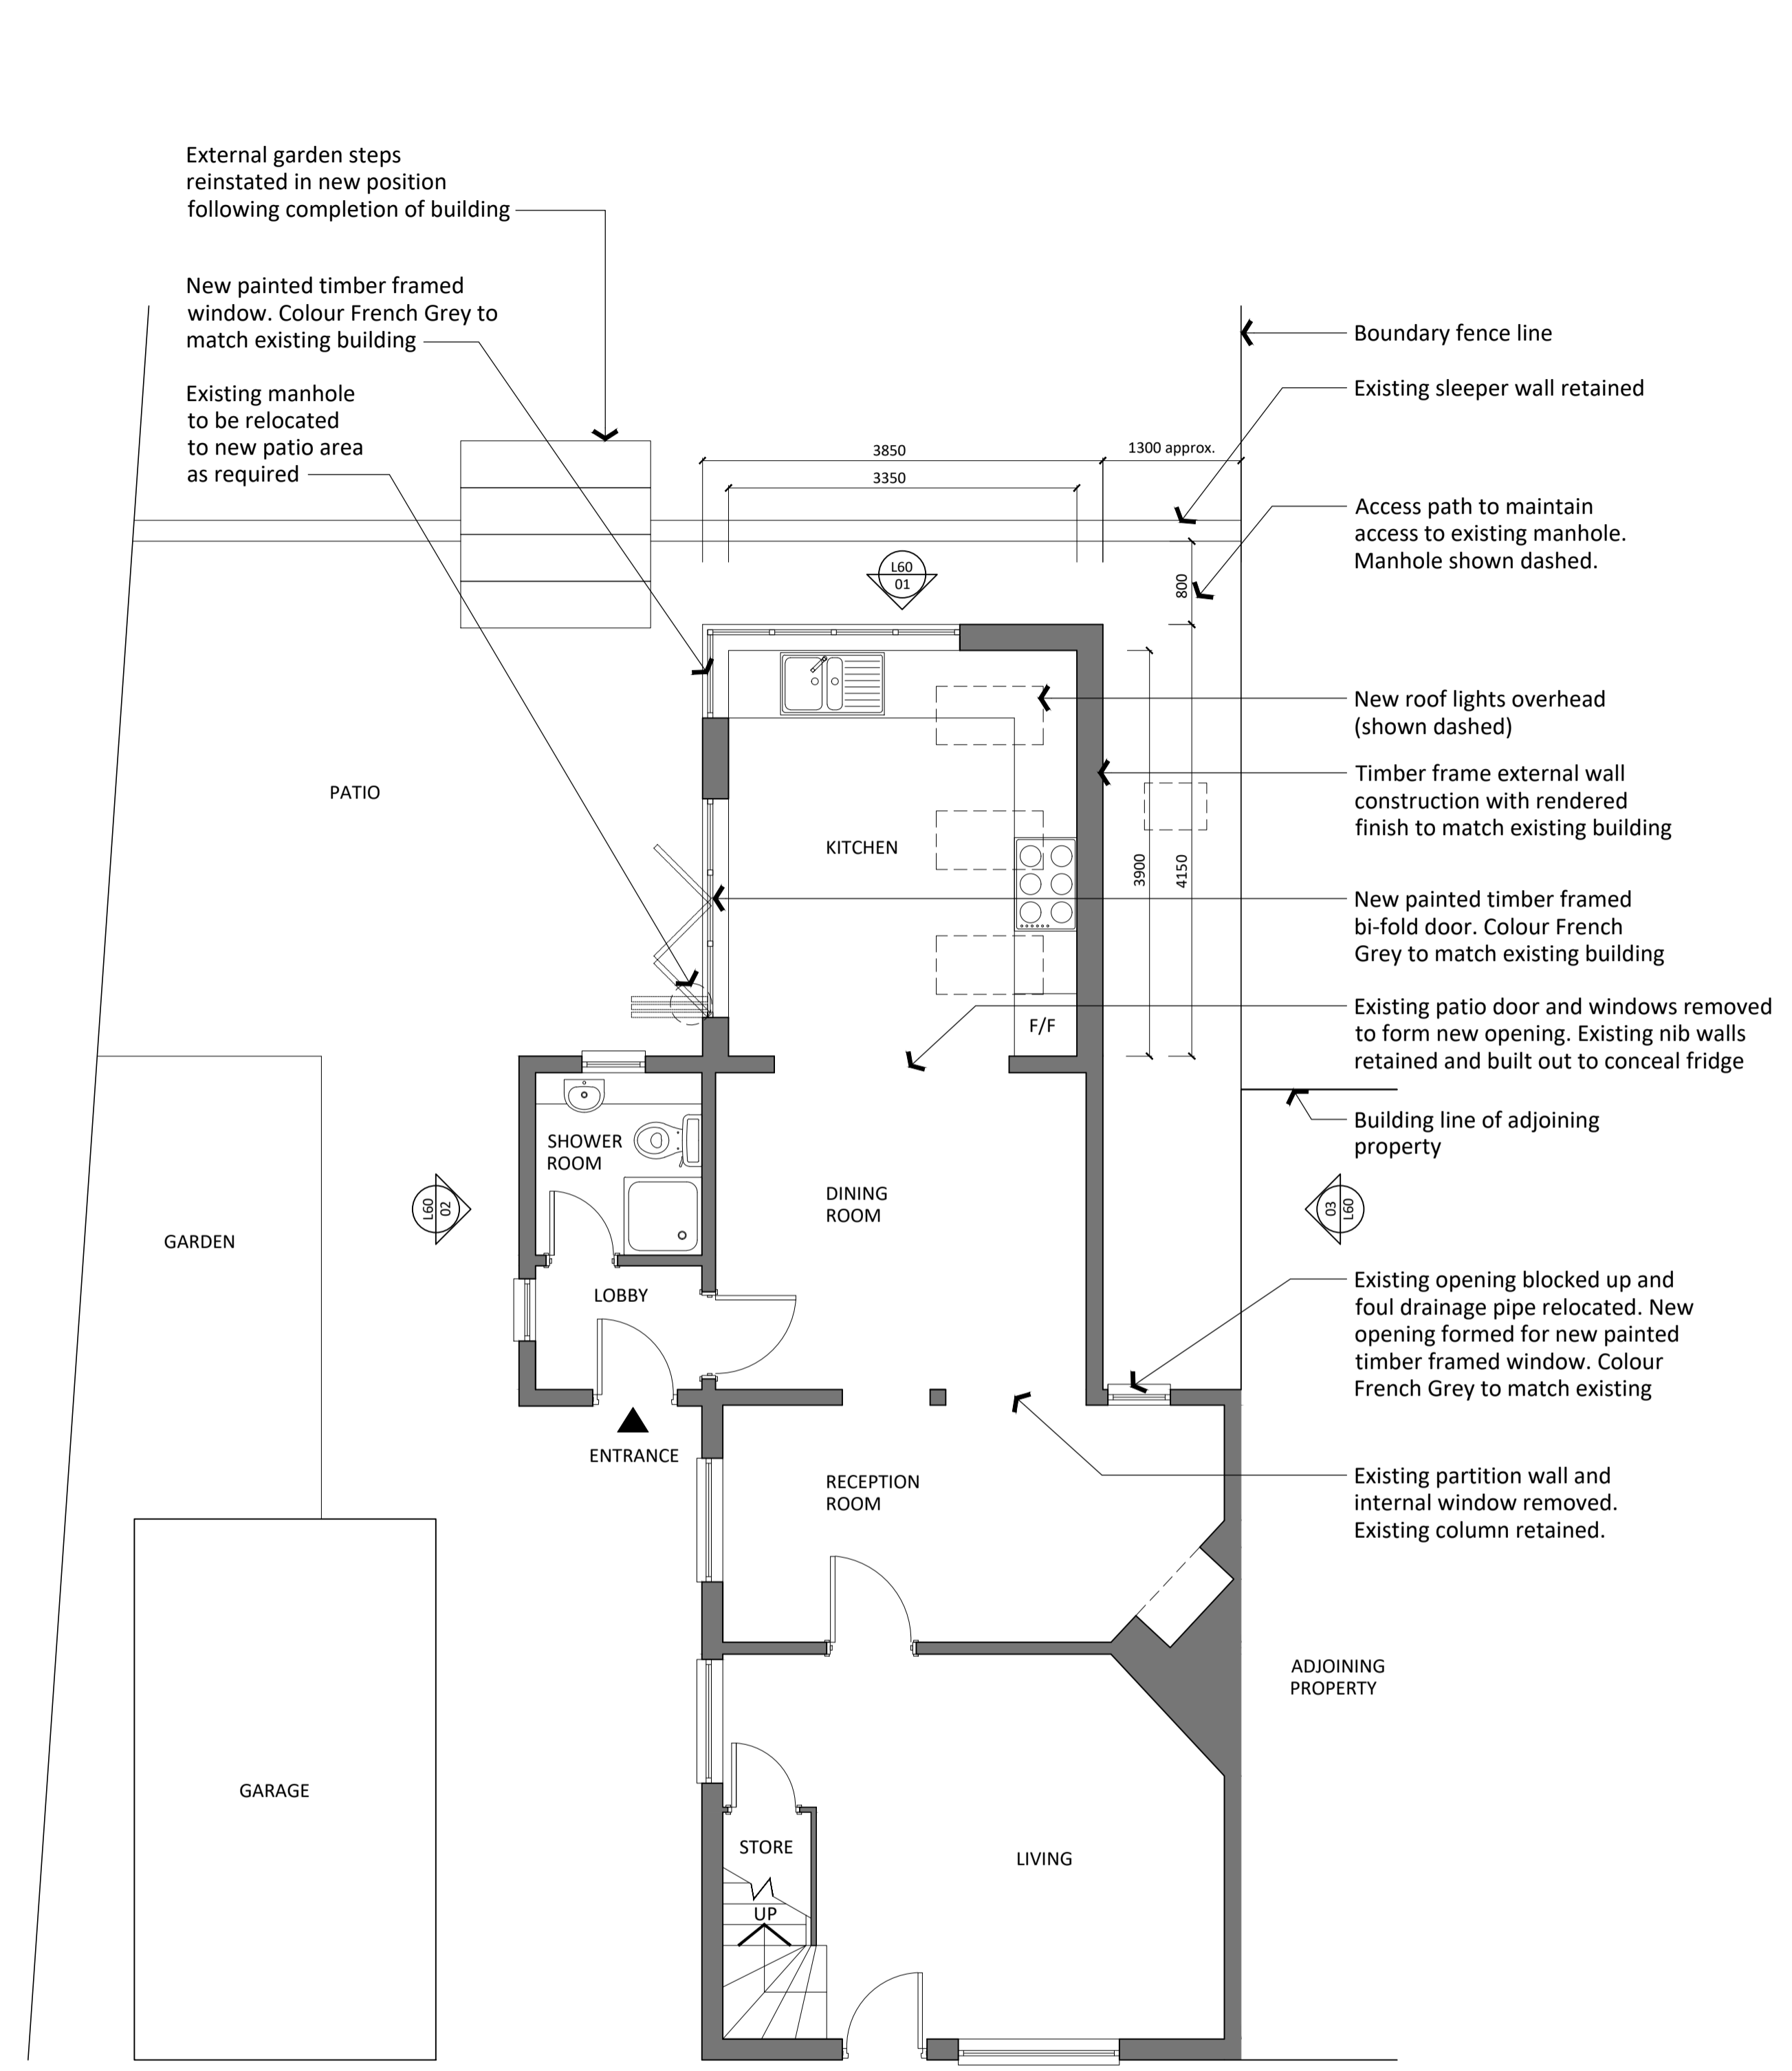 External garden steps
reinstated in new position
following completion of building
New painted timber framed
window. Colour French Grey to
match existing building
Existing manhole
to be relocated
to new patio area
as required
Boundary fence line
Existing sleeper wall retained
3850
1300 approx.
3350
Access path to maintain
access to existing manhole.
Manhole shown dashed.
L60
01
800
New roof lights overhead
(shown dashed)
Timber frame external wall
construction with rendered
finish to match existing building
PATIO
KITCHEN
3900
4150
New painted timber framed
bi-fold door. Colour French
Grey to match existing building
Existing patio door and windows removed
to form new opening. Existing nib walls
retained and built out to conceal fridge
F/F
Building line of adjoining
property
SHOWER
ROOM
DINING
ROOM
L60
02
03
L60
GARDEN
LOBBY
Existing opening blocked up and
foul drainage pipe relocated. New
opening formed for new painted
timber framed window. Colour
French Grey to match existing
ENTRANCE
RECEPTION
ROOM
Existing partition wall and
internal window removed.
Existing column retained.
ADJOINING
PROPERTY
GARAGE
STORE
LIVING
UP